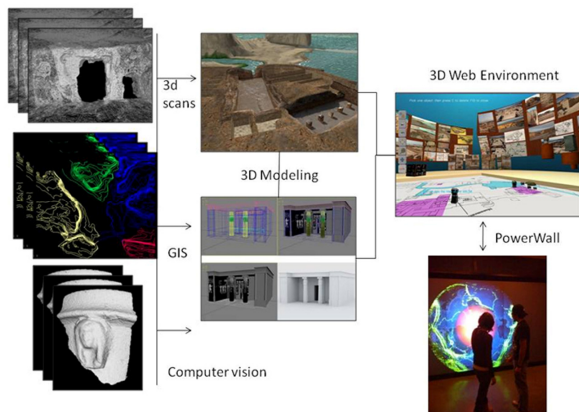 3d
scans
3D Modeling
GIS
Computer vision
3D Web Environment
PowerWall